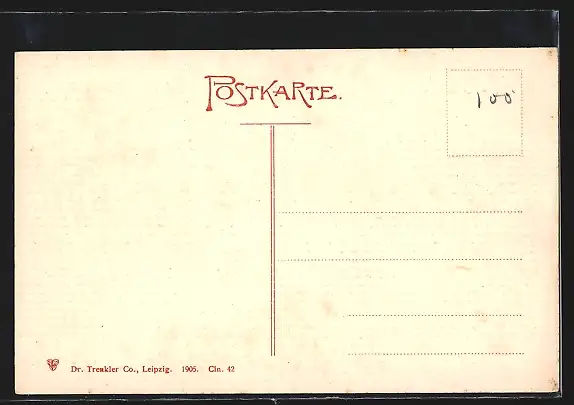 POSTKARTE.
100
Dr. Trenkler Co., Leipzig. 1905. Cln. 42